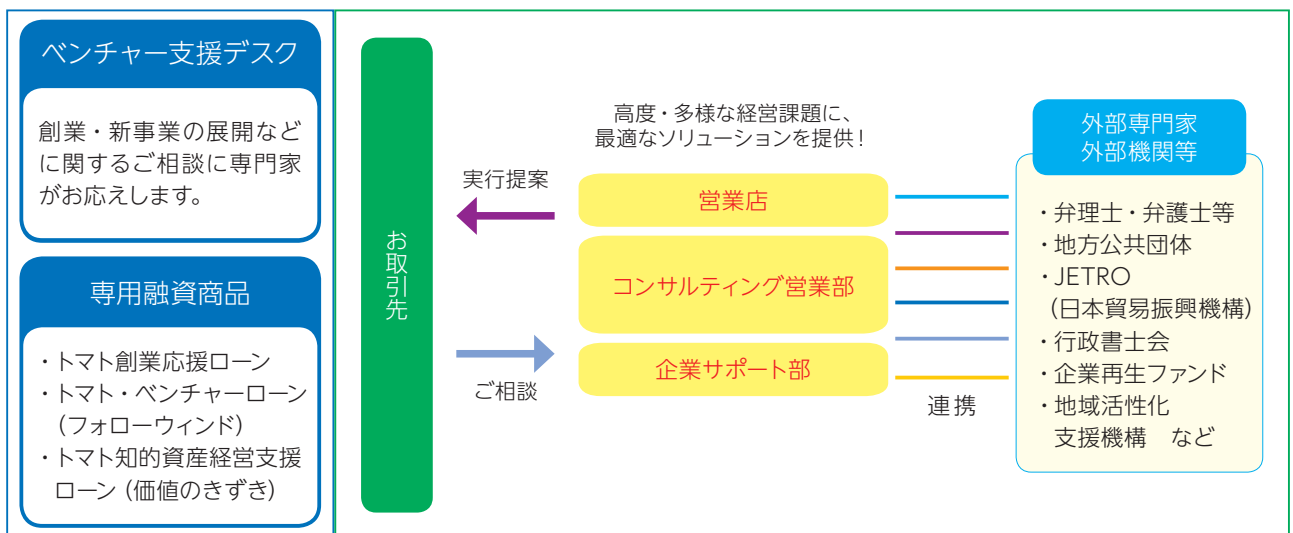 ベンチャー支援デスク
創業・新事業の展開など
に関するご相談に専門家
がお応えします。
専用融資商品
・トマト創業応援ローン
・トマト・ベンチャーローン
（フォローウィンド）
・トマト知的資産経営支援
ローン（価値のきずき）
お取引先
高度・多様な経営課題に、
最適なソリューションを提供！
実行提案
ご相談
営業店
コンサルティング営業部
企業サポート部
連携
外部専門家
外部機関等
・弁理士・弁護士等
・地方公共団体
・JETRO
（日本貿易振興機構）
・行政書士会
・企業再生ファンド
・地域活性化
支援機構　など